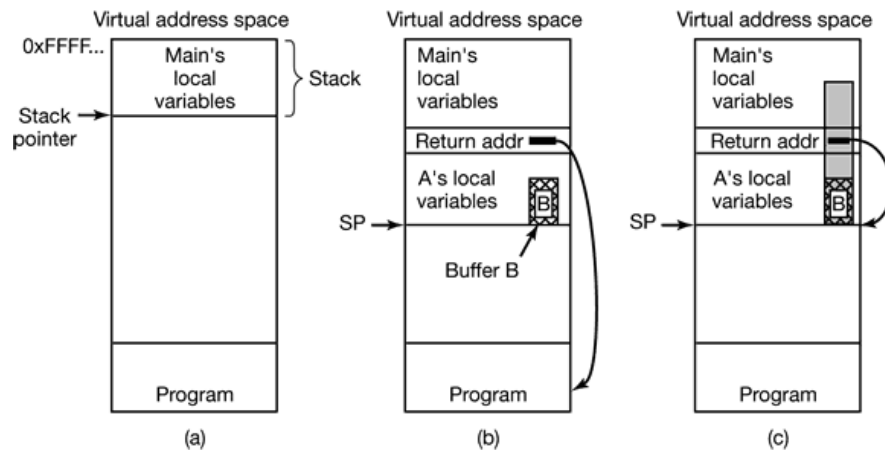 Virtual address space
0xFFFF...
Main's
local
variables
Stack
Stack
pointer
Program
(a)
Virtual address space
Main's
local
variables
Return addr
A's local
variables
B
SP
Buffer B
Program
(b)
Virtual address space
Main's
local
variables
Return addr
A's local
variables
B
SP
Program
(c)